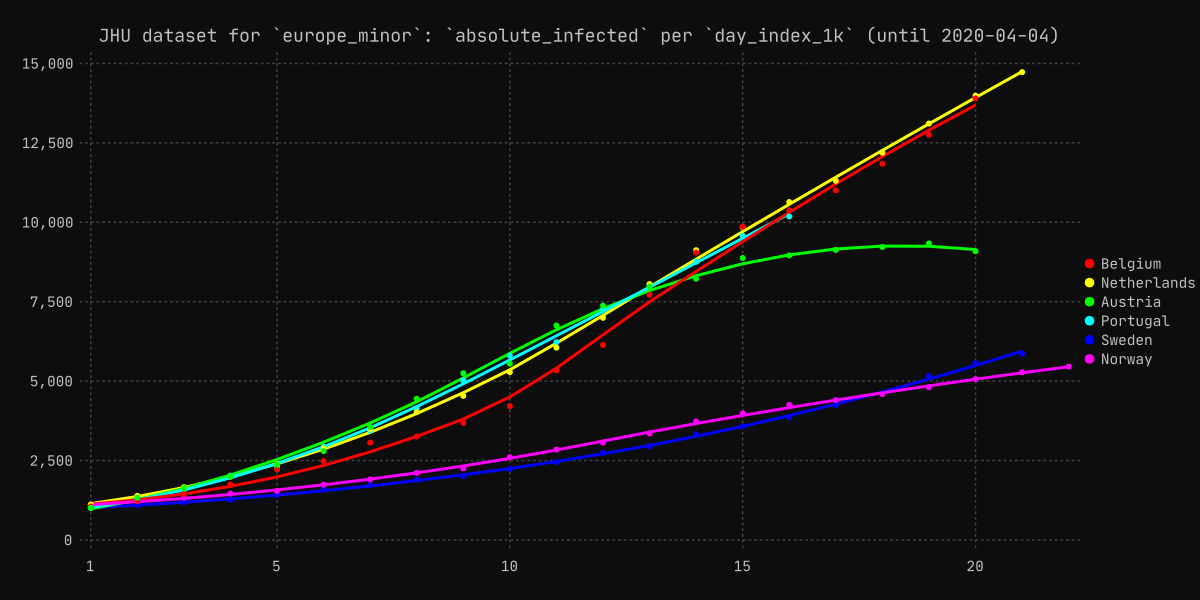 JHU dataset for `europe_minor`: `absolute_infected` per `day_index_1k` (until 2020-04-04)
15,000
12,500
10,000
7,500
5,000
2,500
0
1 5 10 15 20
Belgium
Netherlands
Austria
Portugal
Sweden
Norway